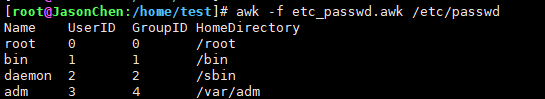 [root@JasonChen:/home/test]# awk -f etc_passwd.awk /etc/passwd
Name    UserID  GroupID HomeDirectory
root    0       0       /root
bin     1       1       /bin
daemon  2       2       /sbin
adm     3       4       /var/adm